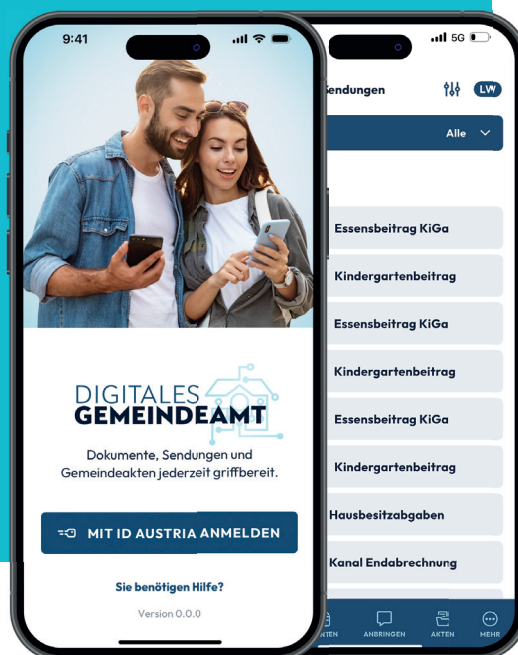 9:41
DIGITALES
GEMEINDEAMT
Dokumente, Sendungen und
Gemeindeakten jederzeit griffbereit.
MIT ID AUSTRIA ANMELDEN
Sie benötigen Hilfe?
Version 0.0.0
5G
LW
Alle
Essensbeitrag KiGa
Kindergartenbeitrag
Essensbeitrag KiGa
Kindergartenbeitrag
Essensbeitrag KiGa
Kindergartenbeitrag
Hausbesitzabgaben
Kanal Endabrechnung
ANBRINGEN
AKTEN
MEHR